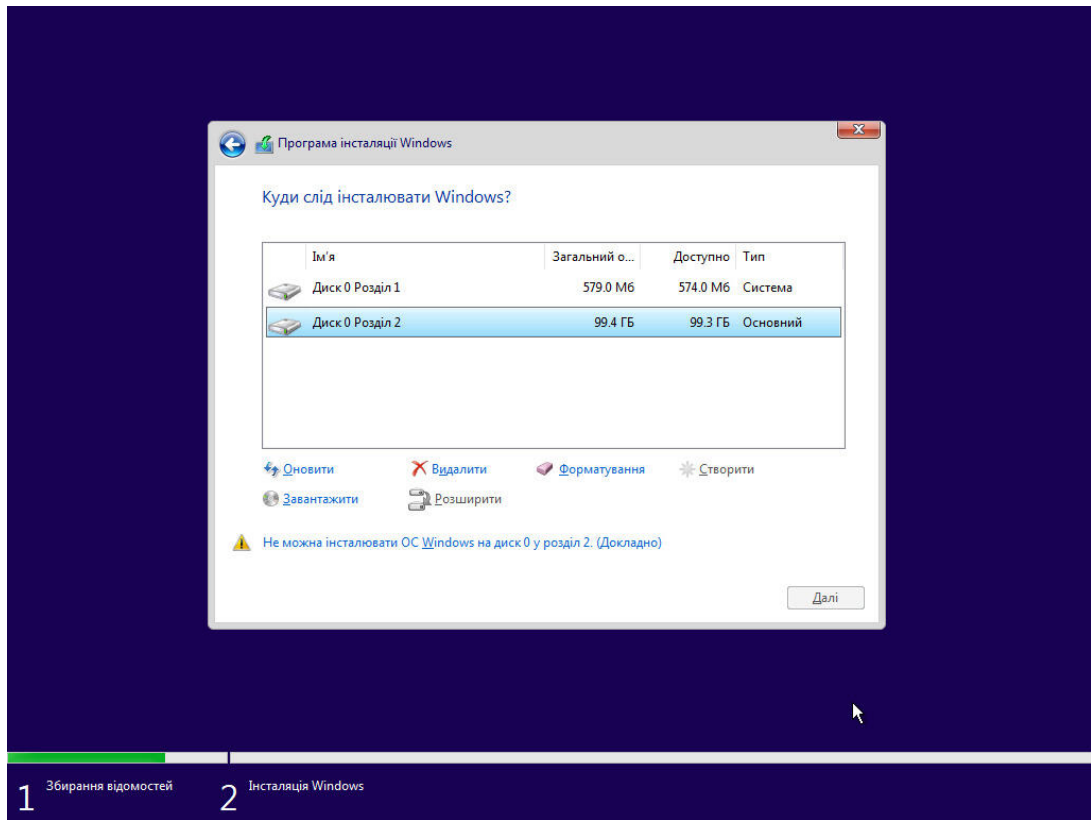 Програма інсталяції Windows
Куди слід інсталювати Windows?
Ім'я Загальний о... Доступно Тип
Диск 0 Розділ 1 579.0 Мб 574.0 Мб Система
Диск 0 Розділ 2 99.4 ГБ 99.3 ГБ Основний
Оновити Видалити Форматування Створити
Завантажити Розширити
Не можна інсталювати ОС Windows на диск 0 у розділ 2. (Докладно)
Далі
1 Збирання відомостей 2 Інсталяція Windows